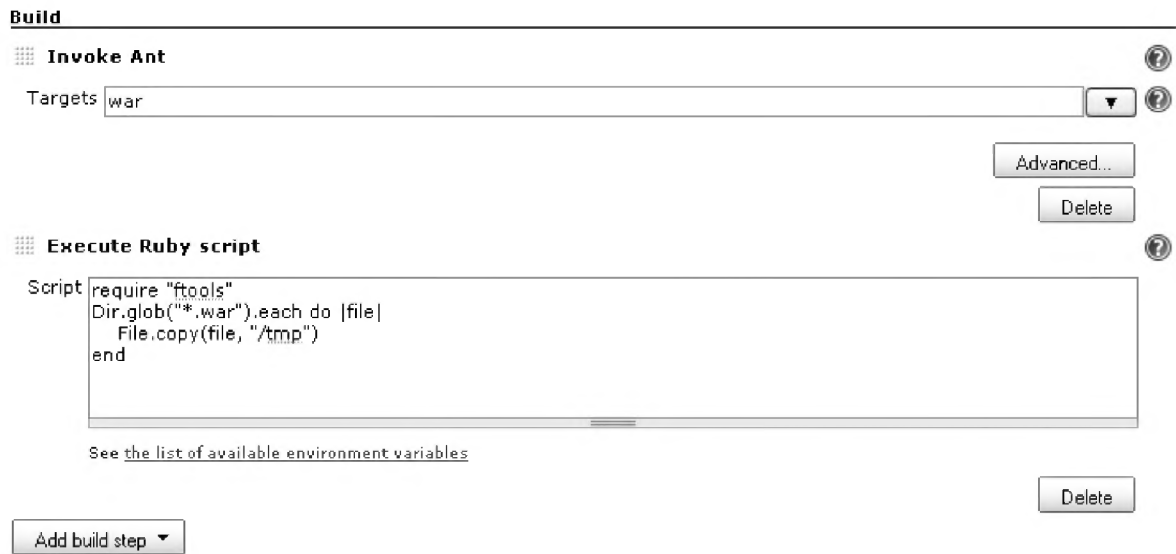 Build
Invoke Ant
Targets war
Advanced...
Delete
Execute Ruby script
Script require "ftools"
Dir.glob("*.war").each do |file|
File.copy(file, "/tmp")
end
See the list of available environment variables
Delete
Add build step